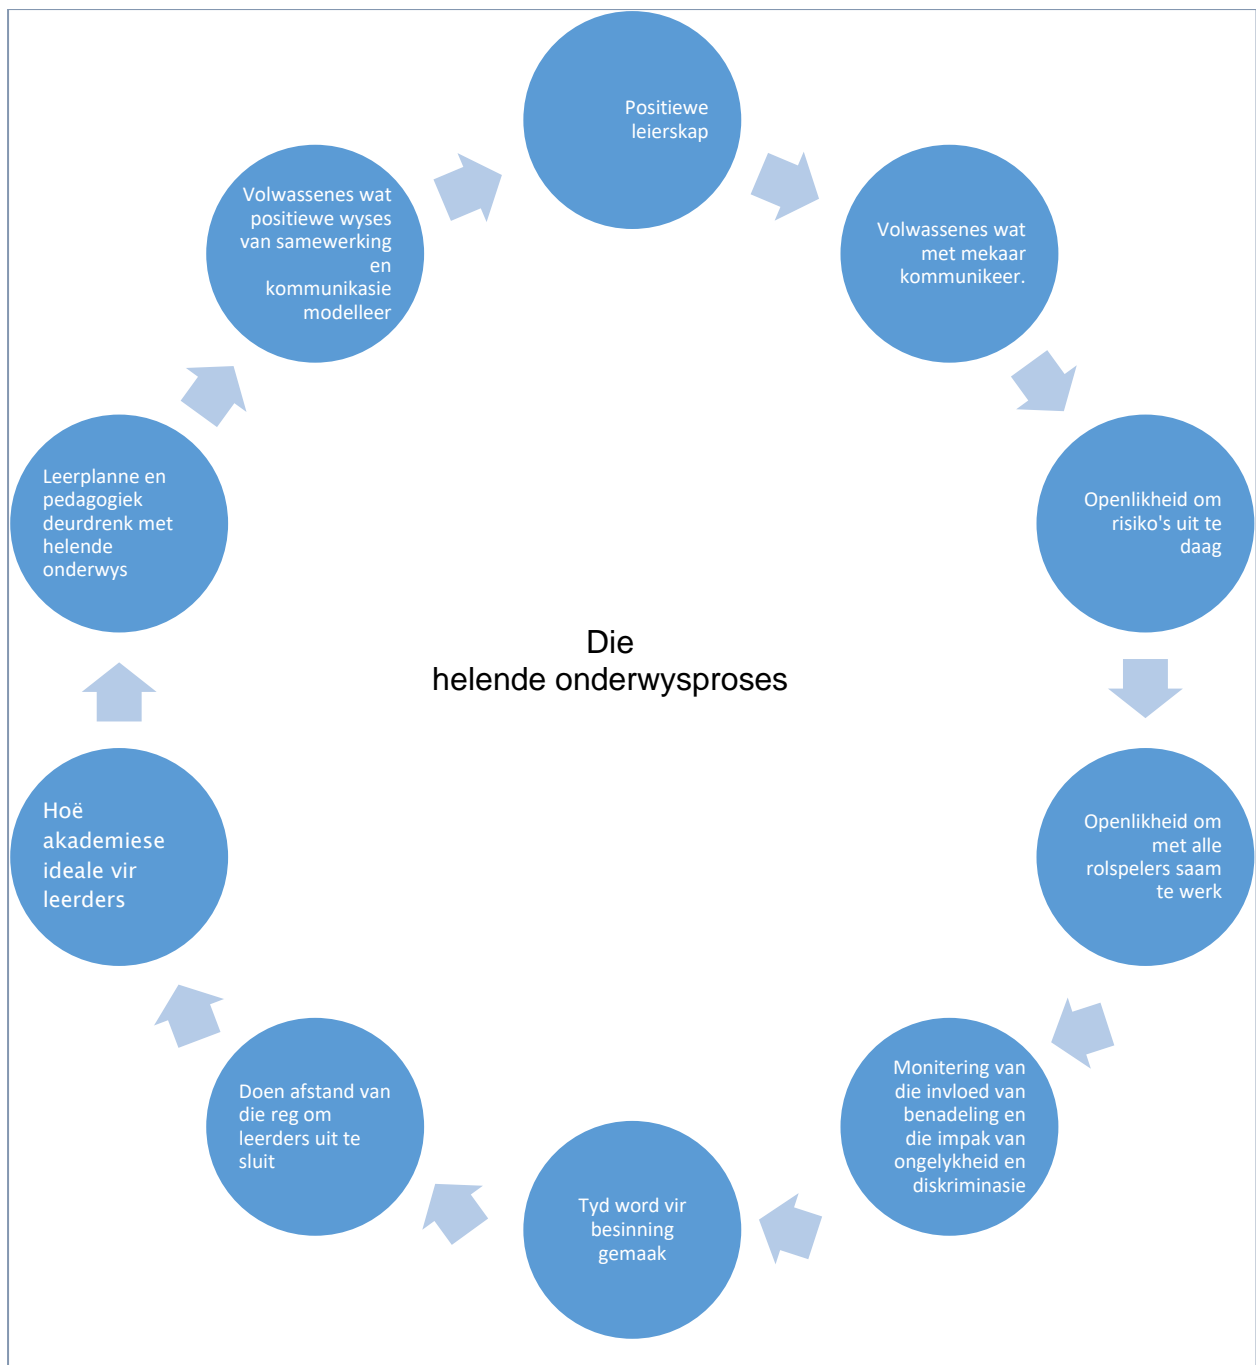 Positiewe
leierskap
Volwassenes wat
met mekaar
kommunikeer.
Openlikheid om
risiko's uit te
daag
Openlikheid om
met alle
rolspelers saam
te werk
Monitering van
die invloed van
benadeling en
die impak van
ongelykheid en
diskriminasie
Tyd word vir
besinning
gemaak
Doen afstand van
die reg om
leerders uit te
sluit
Hoë
akademiese
ideale vir
leerders
Leerplanne en
pedagogiek
deurdrenk met
helende
onderwys
Volwassenes wat
positiewe wyses
van samewerking
en
kommunikasie
modelleer
Die
helende onderwysproses